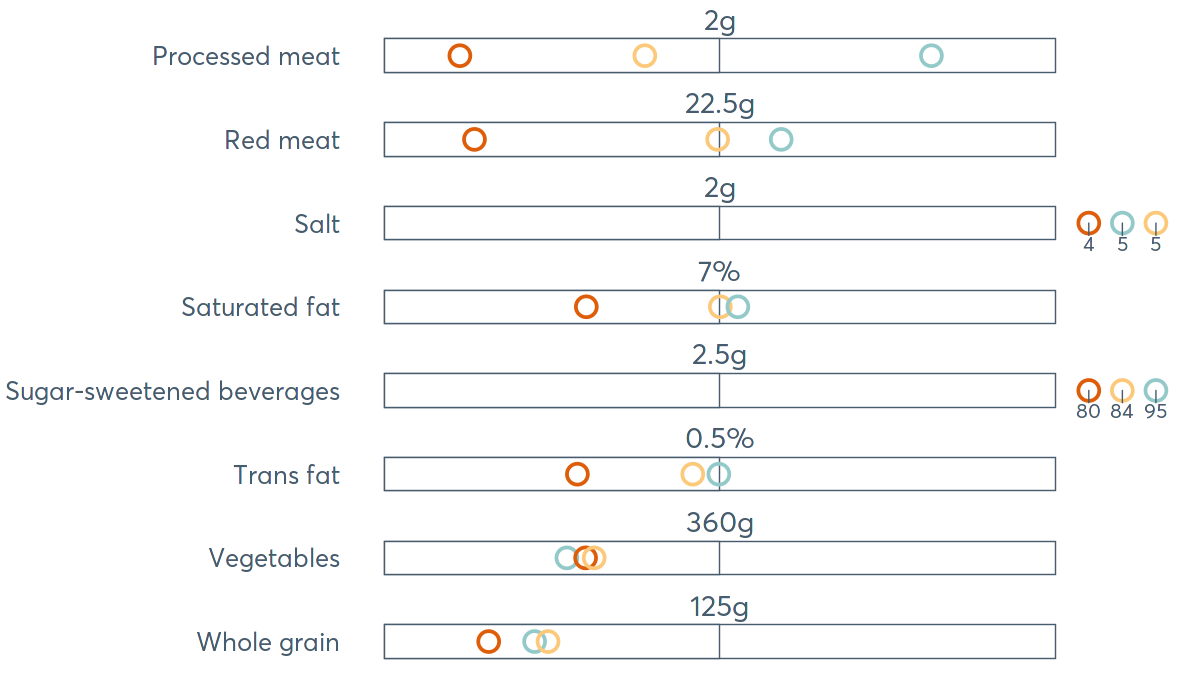 2g
Processed meat
22.5g
Red meat
2g
Salt
4 5 5
7%
Saturated fat
2.5g
Sugar-sweetened beverages
80 84 95
0.5%
Trans fat
360g
Vegetables
125g
Whole grain